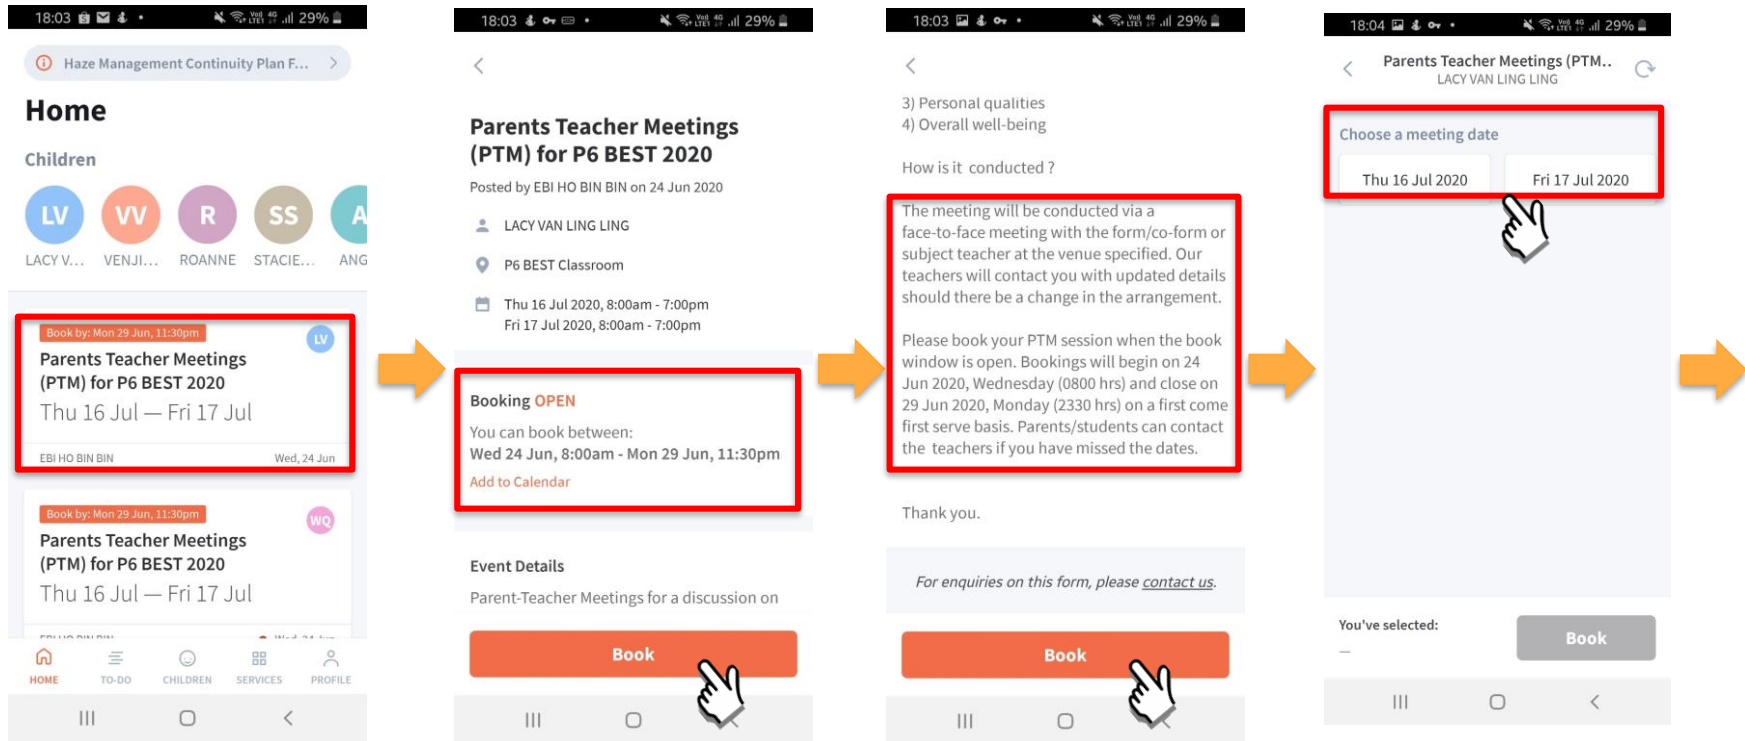 18:03
29%
Haze Management Continuity Plan F...
Home
Children
LV
VV
R
SS
A
LACY V...
VENJI...
ROANNE
STACIE...
ANG
Book by: Mon 29 Jun, 11:30pm
LV
Parents Teacher Meetings
(PTM) for P6 BEST 2020
Thu 16 Jul — Fri 17 Jul
EBI HO BIN BIN
Wed, 24 Jun
Book by: Mon 29 Jun, 11:30pm
WQ
Parents Teacher Meetings
(PTM) for P6 BEST 2020
Thu 16 Jul — Fri 17 Jul
HOME
TO-DO
CHILDREN
SERVICES
PROFILE
18:03
29%
Parents Teacher Meetings
(PTM) for P6 BEST 2020
Posted by EBI HO BIN BIN on 24 Jun 2020
LACY VAN LING LING
P6 BEST Classroom
Thu 16 Jul 2020, 8:00am - 7:00pm
Fri 17 Jul 2020, 8:00am - 7:00pm
Booking OPEN
You can book between:
Wed 24 Jun, 8:00am - Mon 29 Jun, 11:30pm
Add to Calendar
Event Details
Parent-Teacher Meetings for a discussion on
Book
18:03
29%
3) Personal qualities
4) Overall well-being
How is it conducted ?
The meeting will be conducted via a
face-to-face meeting with the form/co-form or
subject teacher at the venue specified. Our
teachers will contact you with updated details
should there be a change in the arrangement.
Please book your PTM session when the book
window is open. Bookings will begin on 24
Jun 2020, Wednesday (0800 hrs) and close on
29 Jun 2020, Monday (2330 hrs) on a first come
first serve basis. Parents/students can contact
the teachers if you have missed the dates.
Thank you.
For enquiries on this form, please contact us.
Book
18:04
29%
Parents Teacher Meetings (PTM..
LACY VAN LING LING
Choose a meeting date
Thu 16 Jul 2020
Fri 17 Jul 2020
You've selected:
—
Book